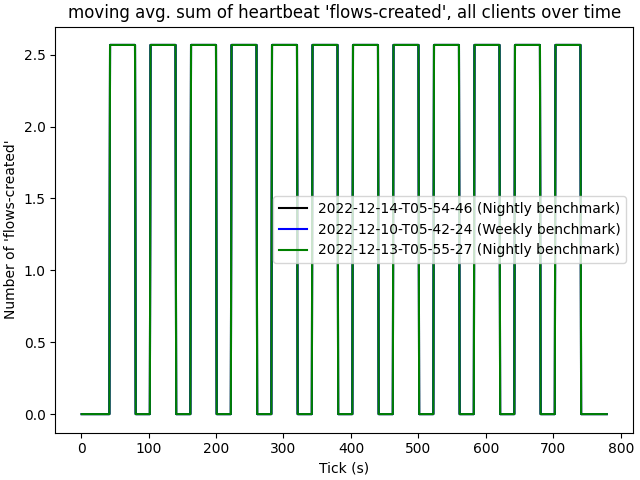 moving avg. sum of heartbeat 'flows-created', all clients over time
Number of 'flows-created'
2.5
2.0
1.5
1.0
0.5
0.0
2022-12-14-T05-54-46 (Nightly benchmark)
2022-12-10-T05-42-24 (Weekly benchmark)
2022-12-13-T05-55-27 (Nightly benchmark)
0 100 200 300 400 500 600 700 800
Tick (s)